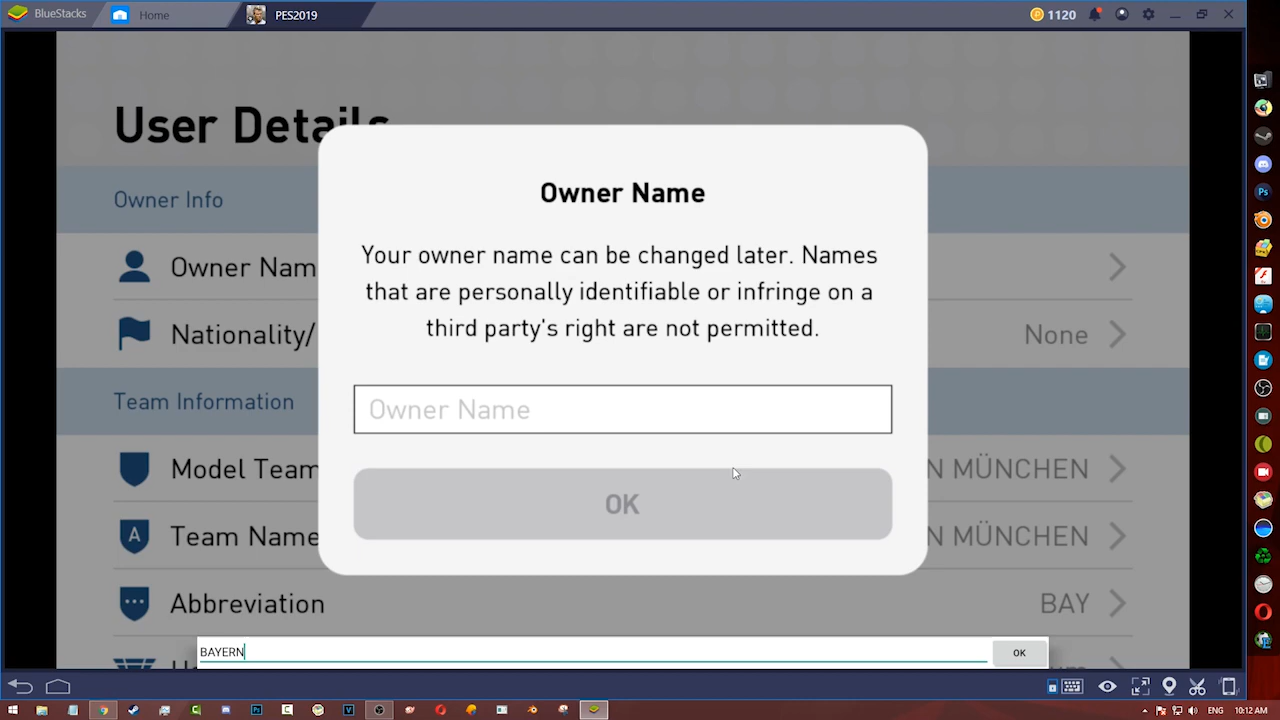 BlueStacks
Home
PES2019
1120
User Details
Owner Info
Owner Nam
Nationality/
None
Team Information
Model Team
N MÜNCHEN
Team Name
N MÜNCHEN
Abbreviation
BAY
Owner Name
Your owner name can be changed later. Names
that are personally identifiable or infringe on a
third party's right are not permitted.
Owner Name
OK
BAYERN
OK
ENG
10:12 AM